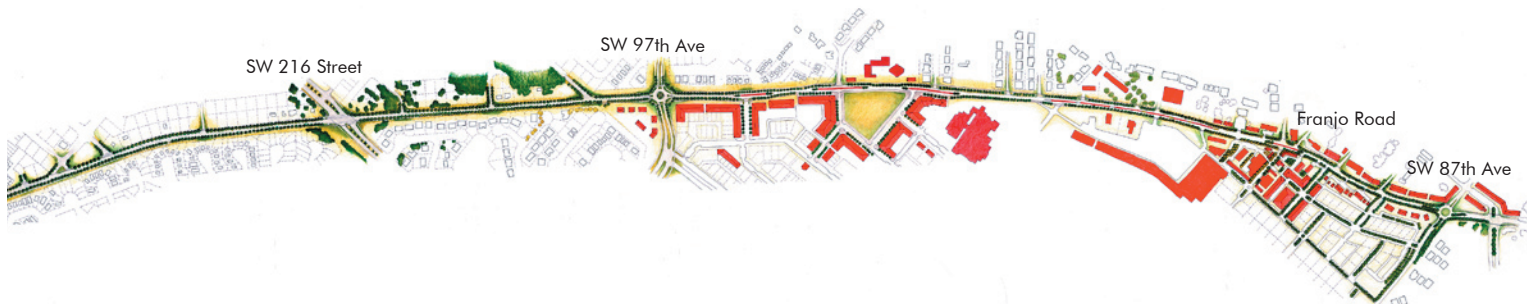 SW 216 Street
SW 97th Ave
Franjo Road
SW 87th Ave